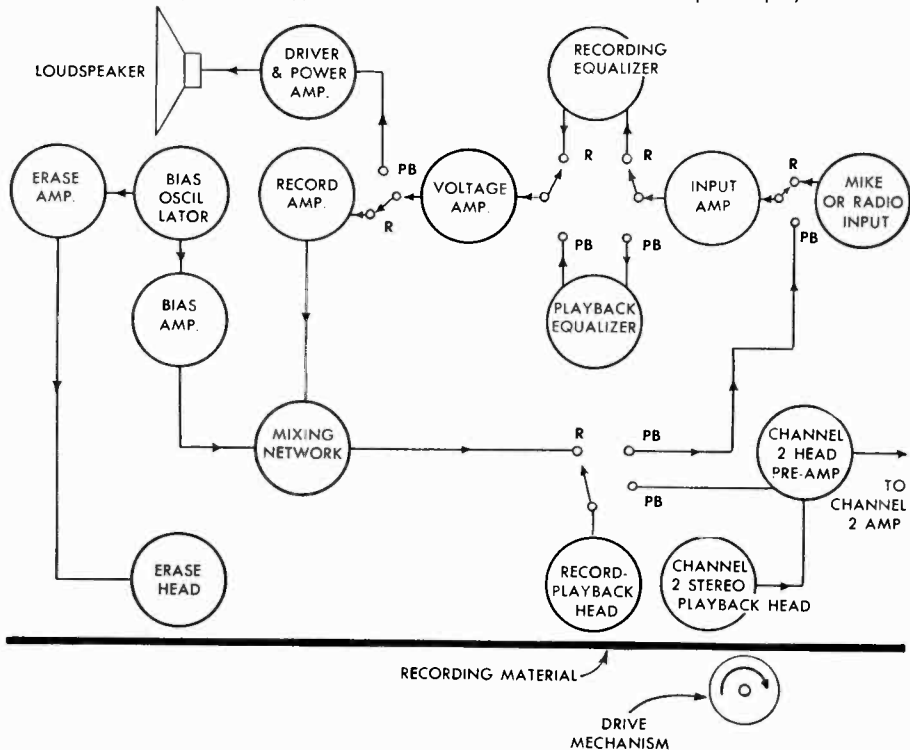 LOUDSPEAKER
DRIVER
& POWER
AMP.
RECORDING
EQUALIZER
PB
R
R
R
ERASE AMP.
BIAS
OSCIL
LATOR
RECORD
AMP.
R
VOLTAGE
AMP.
INPUT
AMP
MIKE
OR RADIO
INPUT
PB
PB
PB
BIAS
AMP.
PLAYBACK
EQUALIZER
MIXING
NETWORK
R
PB
PB
CHANNEL
2 HEAD
PRE-AMP
TO
CHANNEL
2 AMP
ERASE
HEAD
RECORD-
PLAYBACK
HEAD
CHANNEL
2 STEREO
PLAYBACK HEAD
RECORDING MATERIAL
DRIVE
MECHANISM